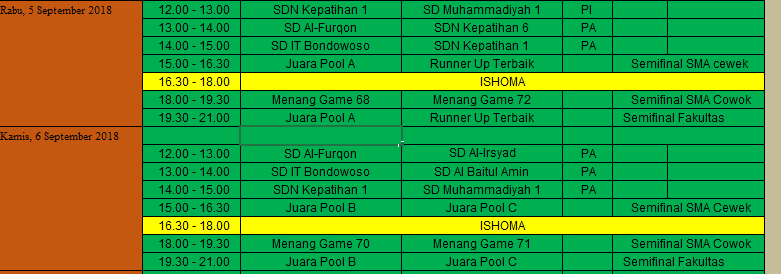 Rabu, 5 September 2018 12.00 - 13.00 SDN Kepatihan 1 SD Muhammadiyah 1 PI
13.00 - 14.00 SD Al-Furqon SDN Kepatihan 6 PA
14.00 - 15.00 SD IT Bondowoso SDN Kepatihan 1 PA
15.00 - 16.30 Juara Pool A Runner Up Terbaik Semifinal SMA cewek
16.30 - 18.00 ISHOMA
18.00 - 19.30 Menang Game 68 Menang Game 72 Semifinal SMA Cowok
19.30 - 21.00 Juara Pool A Runner Up Terbaik Semifinal Fakultas
Kamis, 6 September 2018
12.00 - 13.00 SD Al-Furqon SD Al-Irsyad PA
13.00 - 14.00 SD IT Bondowoso SD Al Baitul Amin PA
14.00 - 15.00 SDN Kepatihan 1 SD Muhammadiyah 1 PA
15.00 - 16.30 Juara Pool B Juara Pool C Semifinal SMA Cewek
16.30 - 18.00 ISHOMA
18.00 - 19.30 Menang Game 70 Menang Game 71 Semifinal SMA Cowok
19.30 - 21.00 Juara Pool B Juara Pool C Semifinal Fakultas